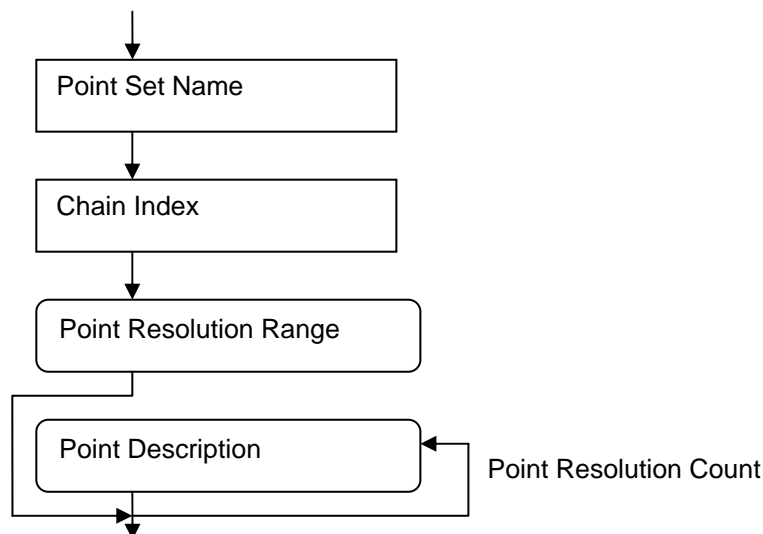 Point Set Name
Chain Index
Point Resolution Range
Point Description
Point Resolution Count